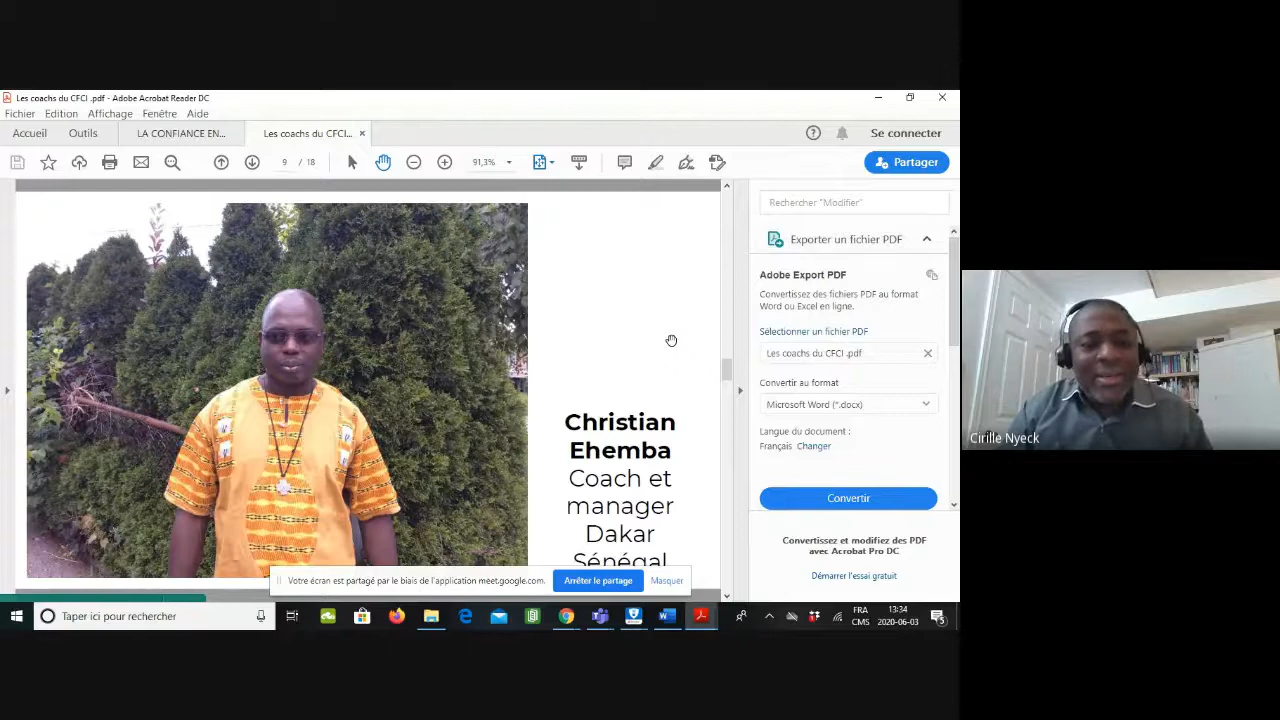 Les coachs du CFCI .pdf - Adobe Acrobat Reader DC
Fichier Edition Affichage Fenêtre Aide
Accueil Outils LA CONFIANCE EN... Les coachs du CFCI... Se connecter
9 / 18 91,3% Partager
Rechercher "Modifier"
Exporter un fichier PDF
Adobe Export PDF
Convertissez des fichiers PDF au format
Word ou Excel en ligne.
Sélectionner un fichier PDF
Les coachs du CFCI .pdf
Convertir au format
Microsoft Word (*.docx)
Langue du document :
Français Changer
Convertir
Convertissez et modifiez des PDF
avec Acrobat Pro DC
Démarrer l'essai gratuit
Christian
Ehemba
Coach et
manager
Dakar
Sénégal
Votre écran est partagé par le biais de l'application meet.google.com.
Arrêter le partage
Masquer
Taper ici pour rechercher
FRA
CMS
13:34
2020-06-03
5
Cirille Nyeck